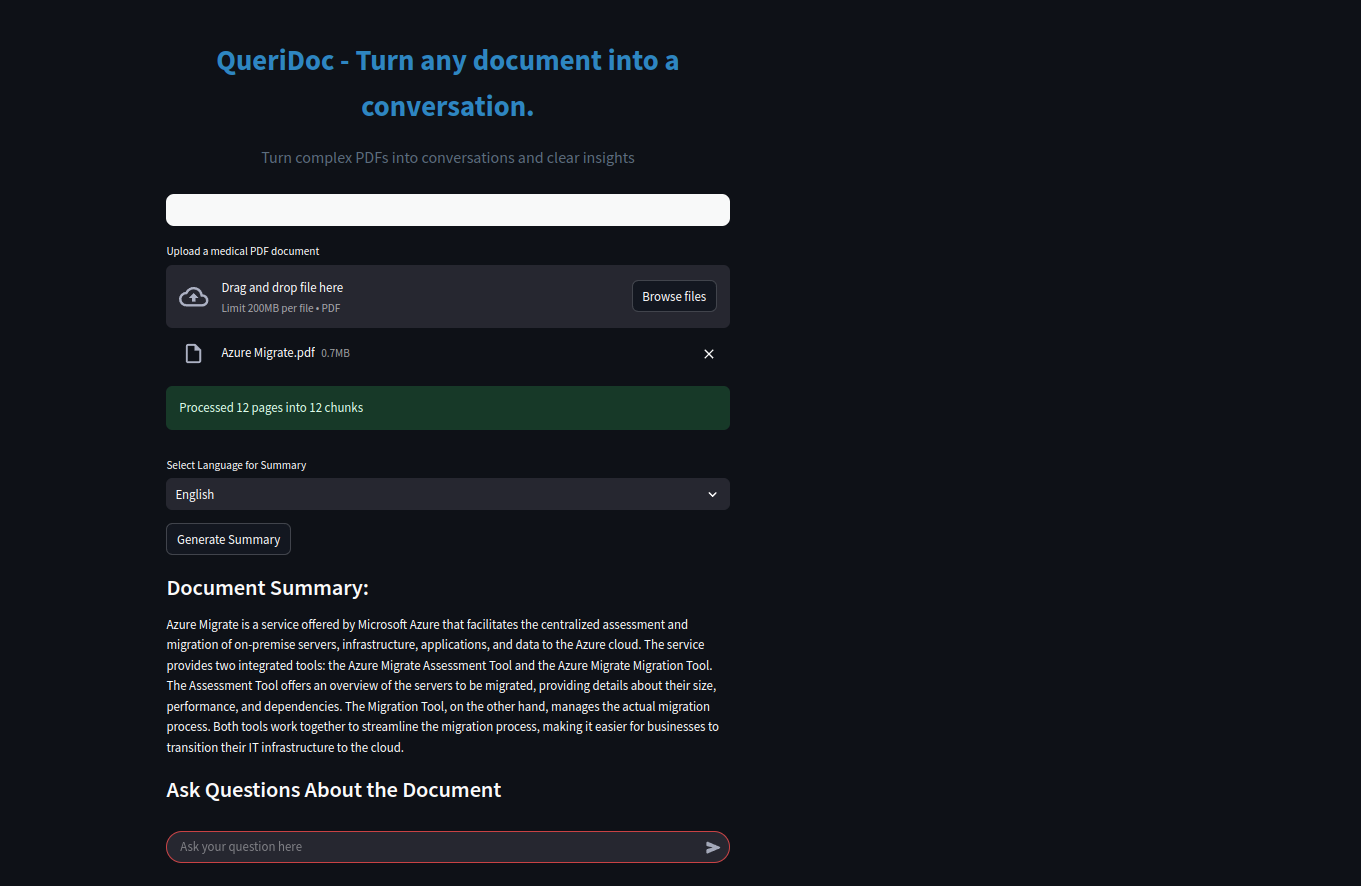 QueriDoc - Turn any document into a
conversation.
Turn complex PDFs into conversations and clear insights
Upload a medical PDF document
Drag and drop file here
Limit 200MB per file • PDF
Browse files
Azure Migrate.pdf 0.7MB
Processed 12 pages into 12 chunks
Select Language for Summary
English
Generate Summary
Document Summary:
Azure Migrate is a service offered by Microsoft Azure that facilitates the centralized assessment and
migration of on-premise servers, infrastructure, applications, and data to the Azure cloud. The service
provides two integrated tools: the Azure Migrate Assessment Tool and the Azure Migrate Migration Tool.
The Assessment Tool offers an overview of the servers to be migrated, providing details about their size,
performance, and dependencies. The Migration Tool, on the other hand, manages the actual migration
process. Both tools work together to streamline the migration process, making it easier for businesses to
transition their IT infrastructure to the cloud.
Ask Questions About the Document
Ask your question here